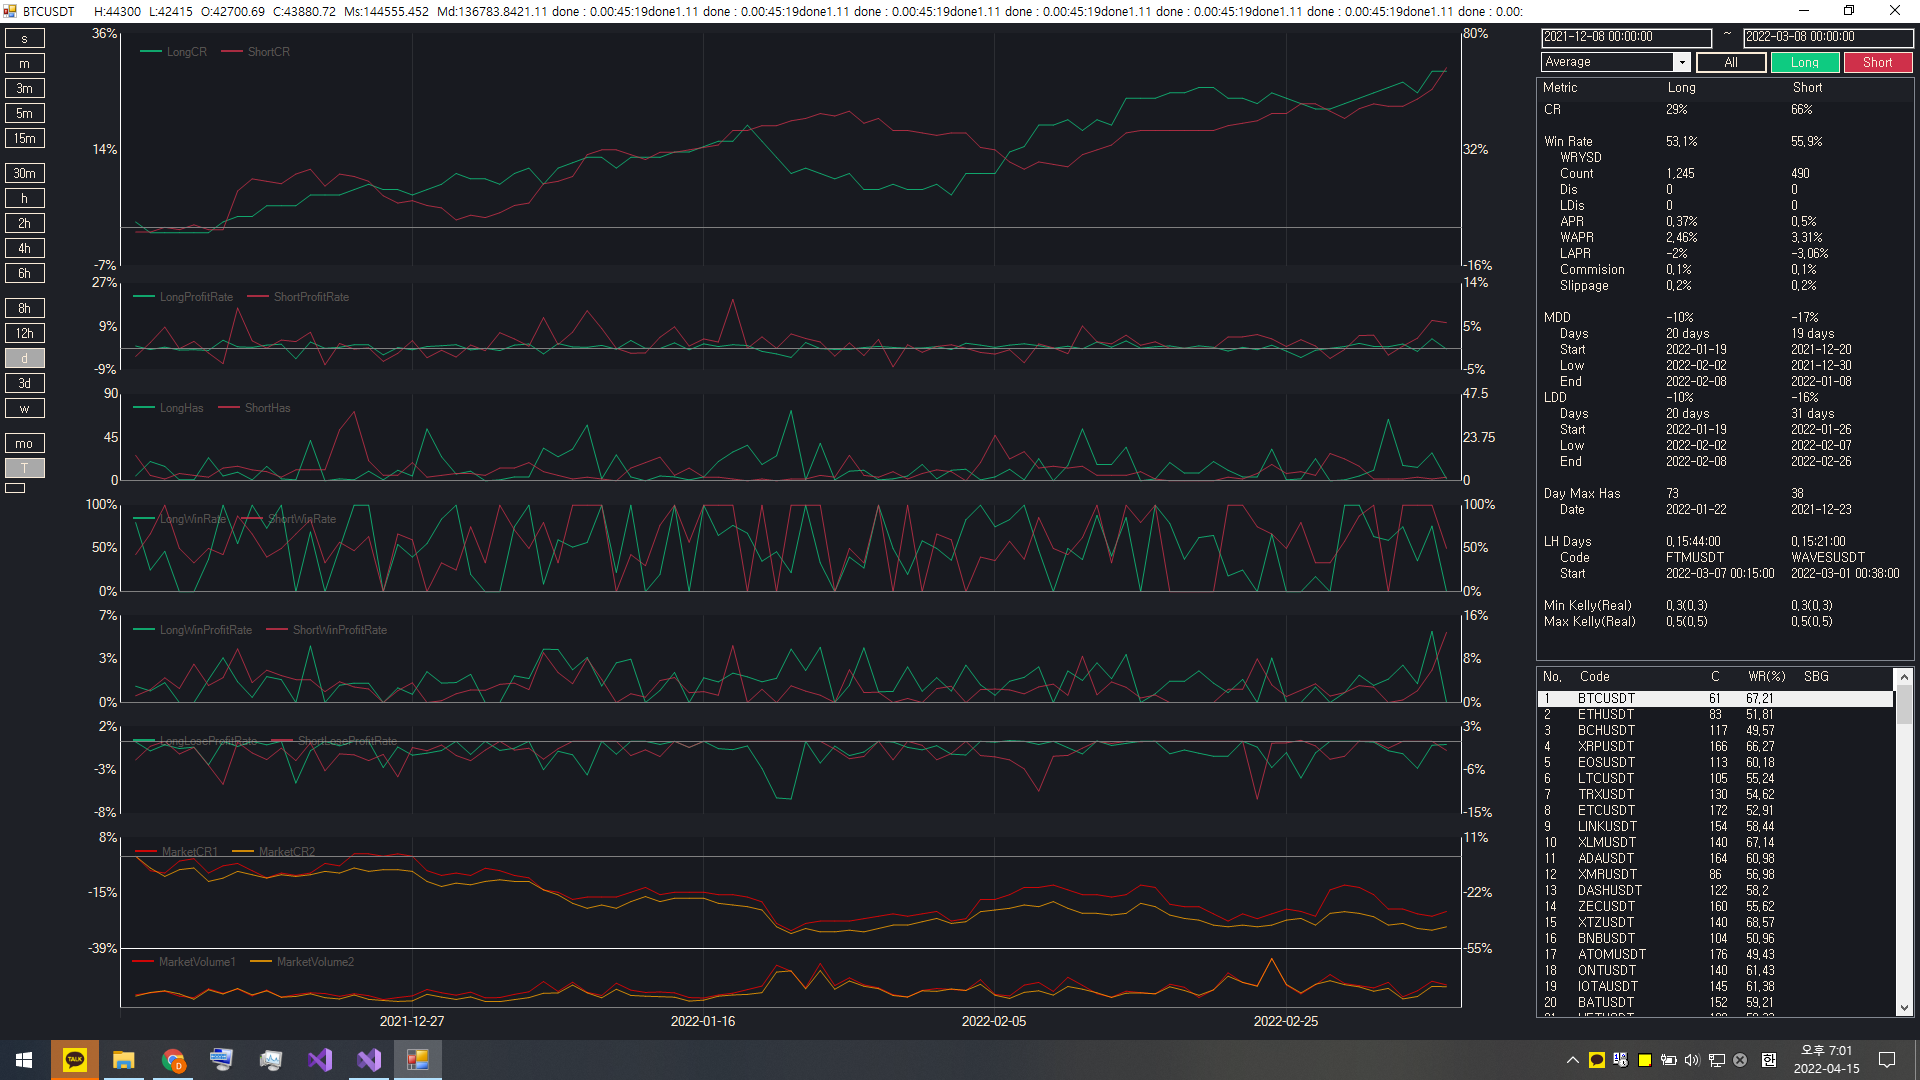 BTCUSDT H:44300 L:42415 O:42700.69 C:43880.72 Ms:144555.452 Md:136783.8421.11 done : 0.00:45:19done1.11 done : 0.00:45:19done1.11 done : 0.00:45:19done1.11 done : 0.00:45:19done1.11 done : 0.00:45:19done1.11 done : 0.00:45:19done1.11 done : 0.00:
s
m
3m
5m
15m
30m
h
2h
4h
6h
8h
12h
d
3d
w
mo
T
36% LongCR ShortCR 80%
14% 32%
-7% -16%
27% LongProfitRate ShortProfitRate 14%
9% 5%
-9% -5%
90 LongHas ShortHas 47.5
45 23.75
0 0
100% LongWinRate ShortWinRate 100%
50% 50%
0% 0%
7% LongWinProfitRate ShortWinProfitRate 16%
3% 8%
0% 0%
2% LongLoseProfitRate ShortLoseProfitRate 3%
-3% -6%
-8% -15%
8% MarketCR1 MarketCR2 11%
-15% -22%
-39% -55%
MarketVolume1 MarketVolume2
2021-12-27 2022-01-16 2022-02-05 2022-02-25
2021-12-08 00:00:00 ~ 2022-03-08 00:00:00
Average All Long Short
Metric Long Short
CR 29% 66%
Win Rate 53,1% 55,9%
WRYSD
Count 1,245 490
Dis 0 0
LDis 0 0
APR 0,37% 0,5%
WAPR 2,46% 3,31%
LAPR -2% -3,06%
Commision 0,1% 0,1%
Slippage 0,2% 0,2%
MDD -10% -17%
Days 20 days 19 days
Start 2022-01-19 2021-12-20
Low 2022-02-02 2021-12-30
End 2022-02-08 2022-01-08
LDD -10% -16%
Days 20 days 31 days
Start 2022-01-19 2022-01-26
Low 2022-02-02 2022-02-07
End 2022-02-08 2022-02-26
Day Max Has 73 38
Date 2022-01-22 2021-12-23
LH Days 0,15:44:00 0,15:21:00
Code FTMUSDT WAVESUSDT
Start 2022-03-07 00:15:00 2022-03-01 00:38:00
Min Kelly(Real) 0,3(0,3) 0,3(0,3)
Max Kelly(Real) 0,5(0,5) 0,5(0,5)
No, Code C WR(%) SBG
1 BTCUSDT 61 67,21
2 ETHUSDT 83 51,81
3 BCHUSDT 117 49,57
4 XRPUSDT 166 66,27
5 EOSUSDT 113 60,18
6 LTCUSDT 105 55,24
7 TRXUSDT 130 54,62
8 ETCUSDT 172 52,91
9 LINKUSDT 154 58,44
10 XLMUSDT 140 67,14
11 ADAUSDT 164 60,98
12 XMRUSDT 86 56,98
13 DASHUSDT 122 58,2
14 ZECUSDT 160 55,62
15 XTZUSDT 140 68,57
16 BNBUSDT 104 50,96
17 ATOMUSDT 176 49,43
18 ONTUSDT 140 61,43
19 IOTAUSDT 145 61,38
20 BATUSDT 152 59,21
TALK
D
오후 7:01
2022-04-15